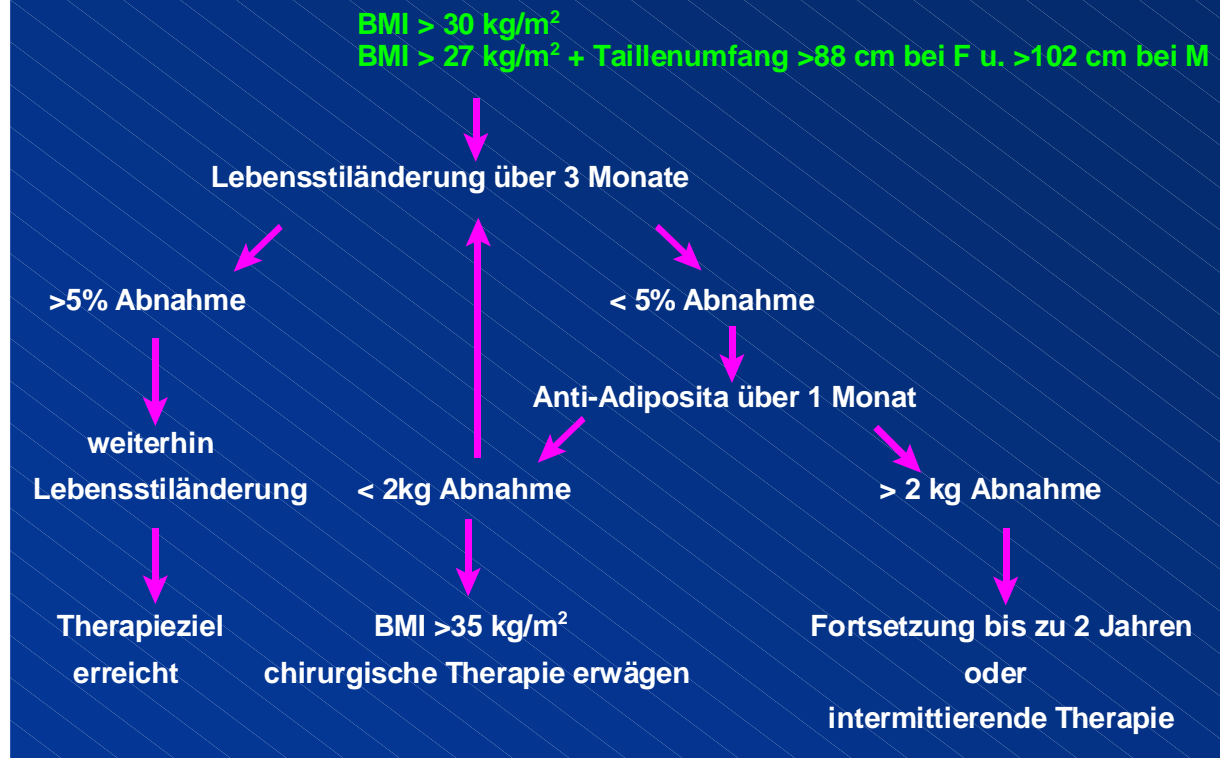 BMI > 30 kg/m²
BMI > 27 kg/m² + Taillenumfang >88 cm bei F u. >102 cm bei M
Lebensstiländerung über 3 Monate
>5% Abnahme
< 5% Abnahme
Anti-Adiposita über 1 Monat
weiterhin
Lebensstiländerung
< 2kg Abnahme
> 2 kg Abnahme
Therapieziel
erreicht
BMI >35 kg/m²
chirurgische Therapie erwägen
Fortsetzung bis zu 2 Jahren
oder
intermittierende Therapie